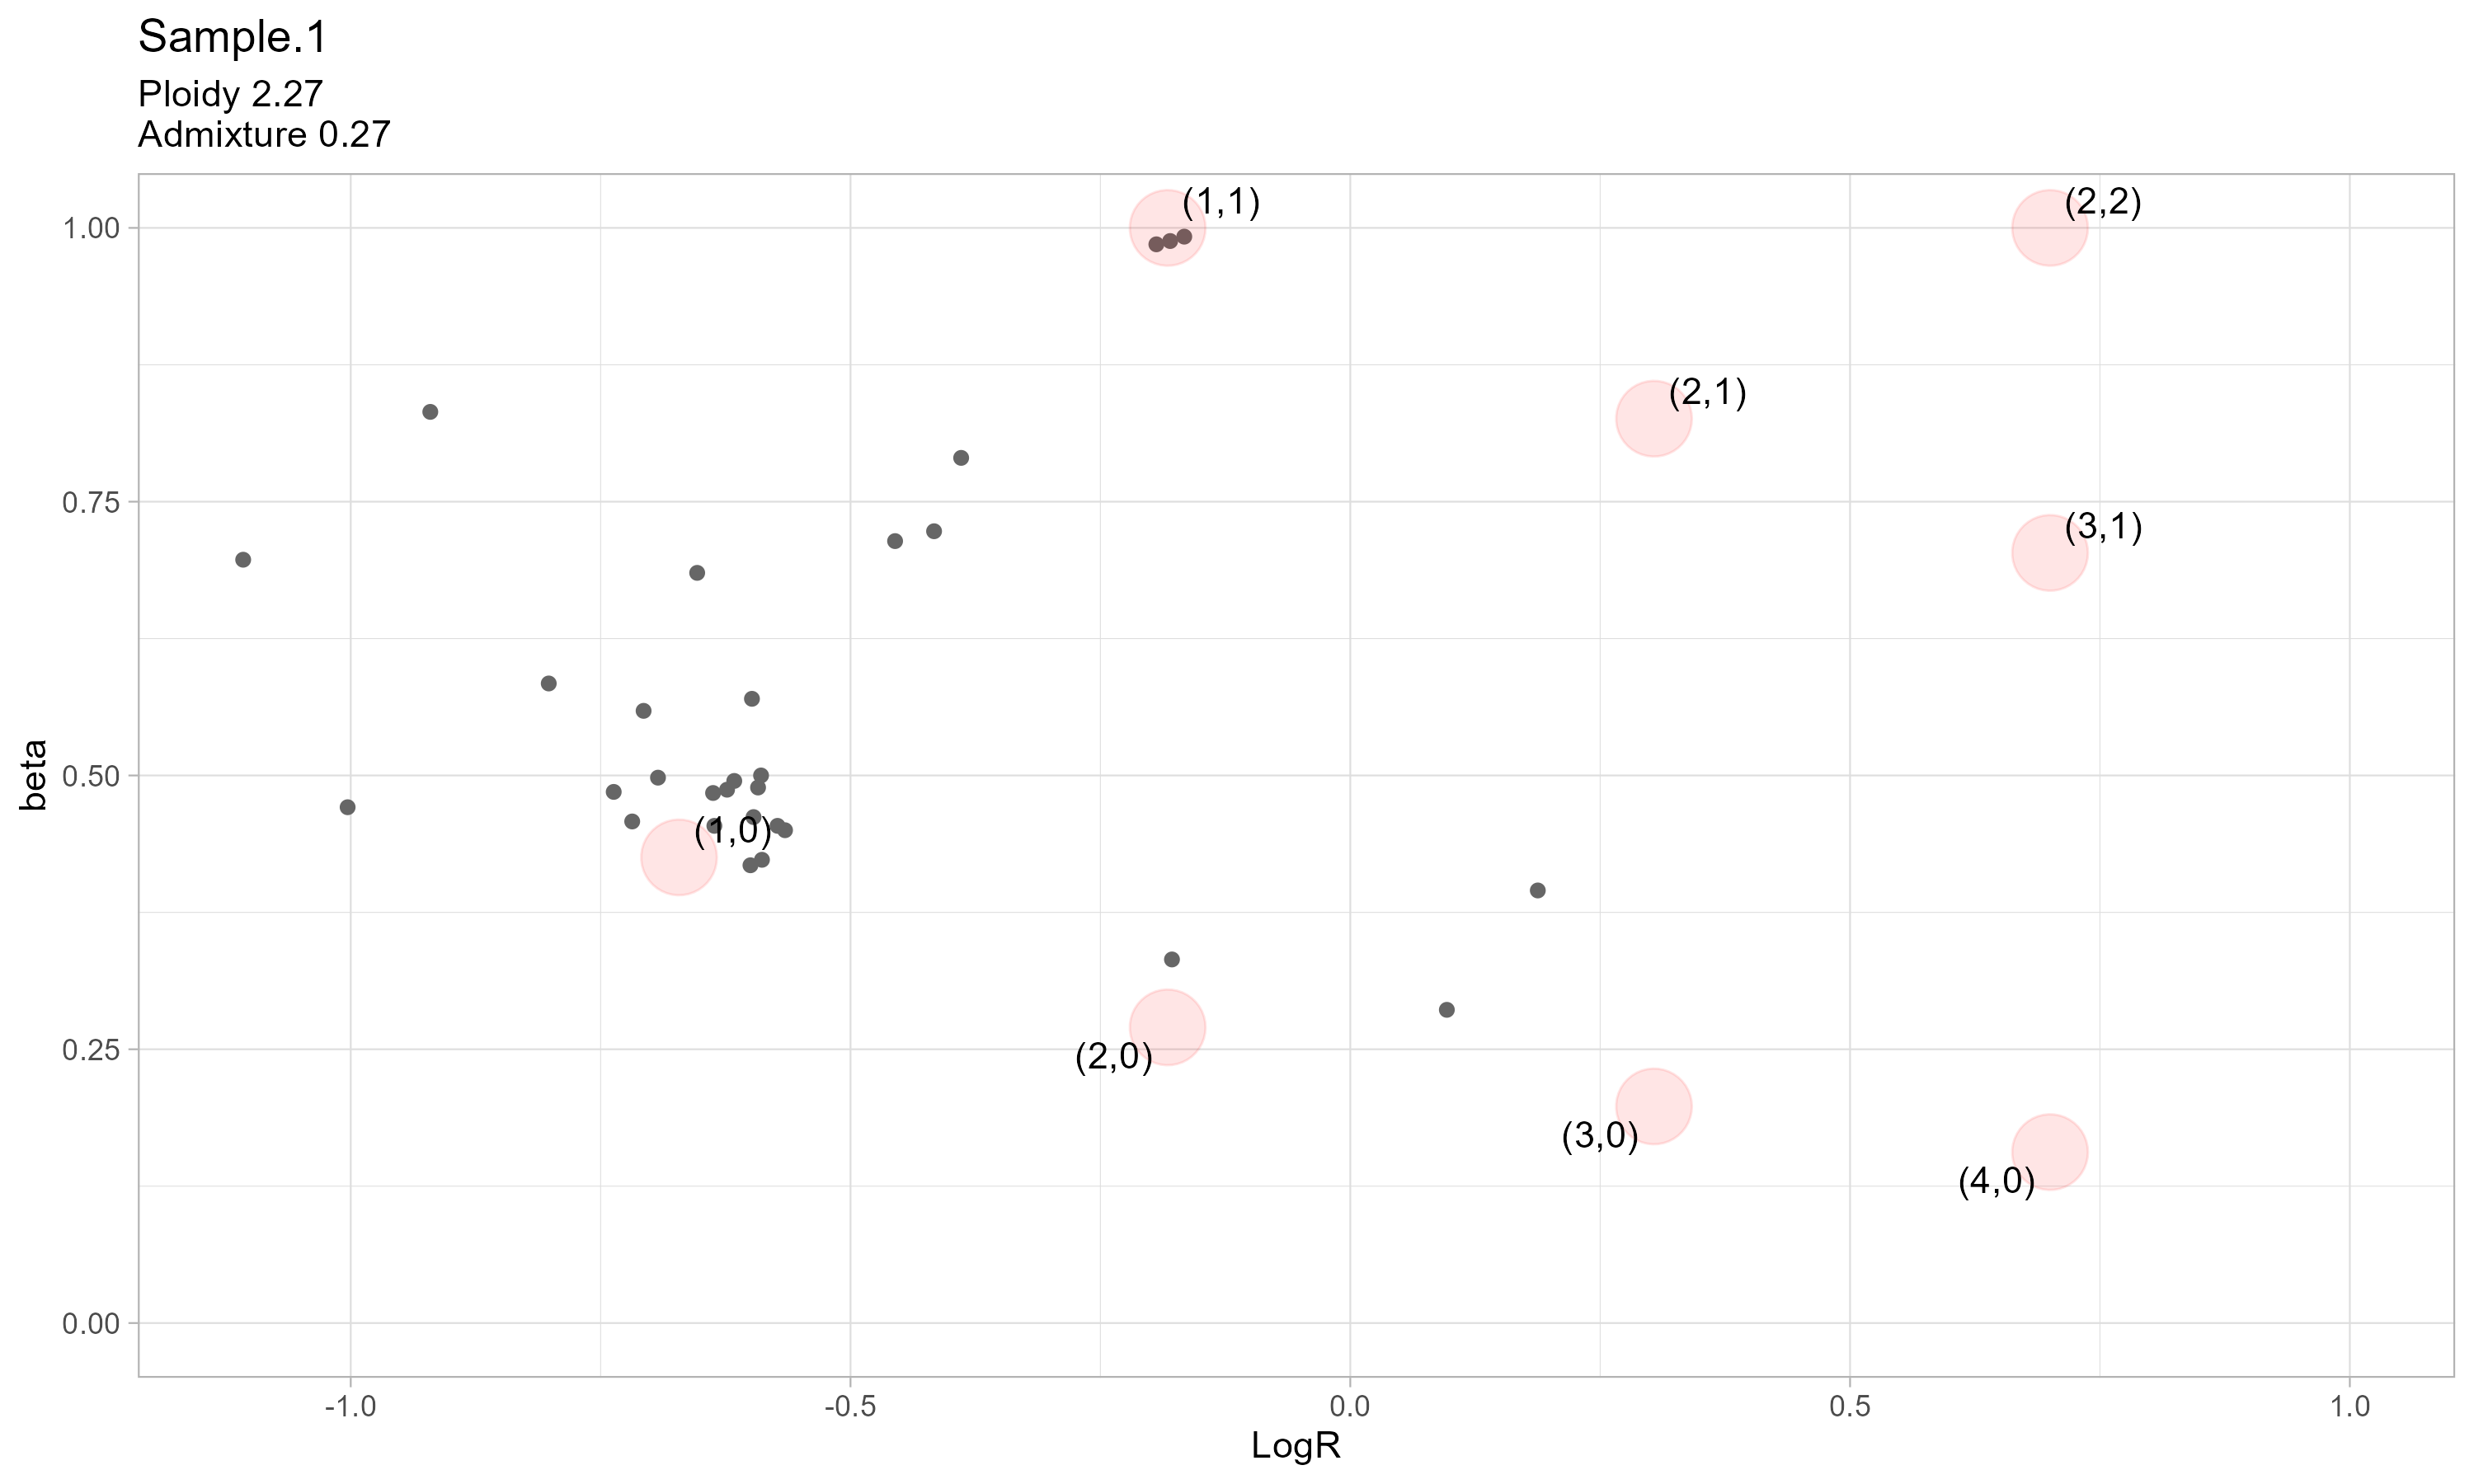 Sample.1
Ploidy 2.27
Admixture 0.27
(1,1)
(2,2)
(2,1)
(3,1)
(1,0)
(2,0)
(3,0)
(4,0)
beta
1.00
0.75
0.50
0.25
0.00
-1.0 -0.5 0.0 0.5 1.0
LogR